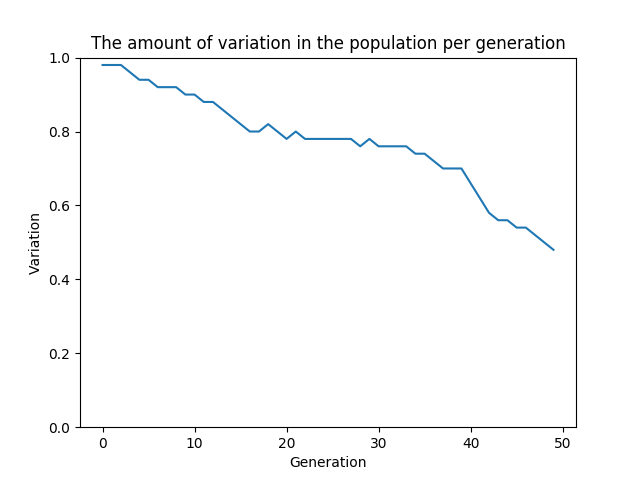 The amount of variation in the population per generation
1.0
0.8
0.6
0.4
0.2
0.0
Variation
0 10 20 30 40 50
Generation